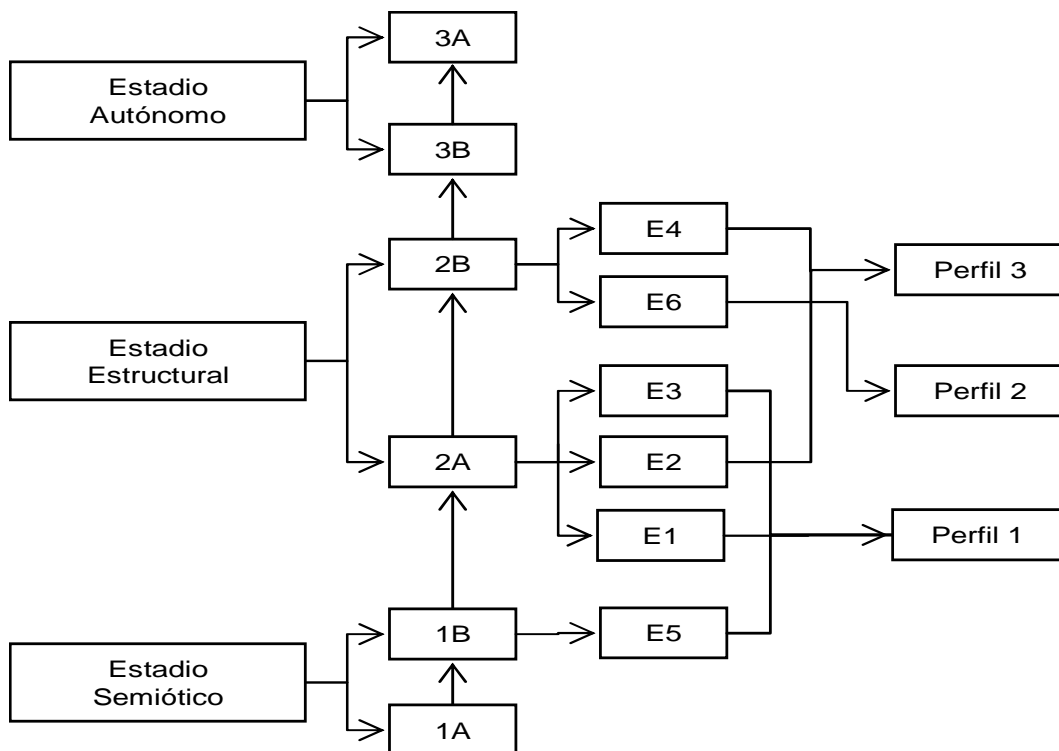 3A
Estadio
Autónomo
3B
E4
2B
Perfil 3
E6
Estadio
Estructural
E3
Perfil 2
2A
E2
E1
Perfil 1
1B
E5
Estadio
Semiótico
1A